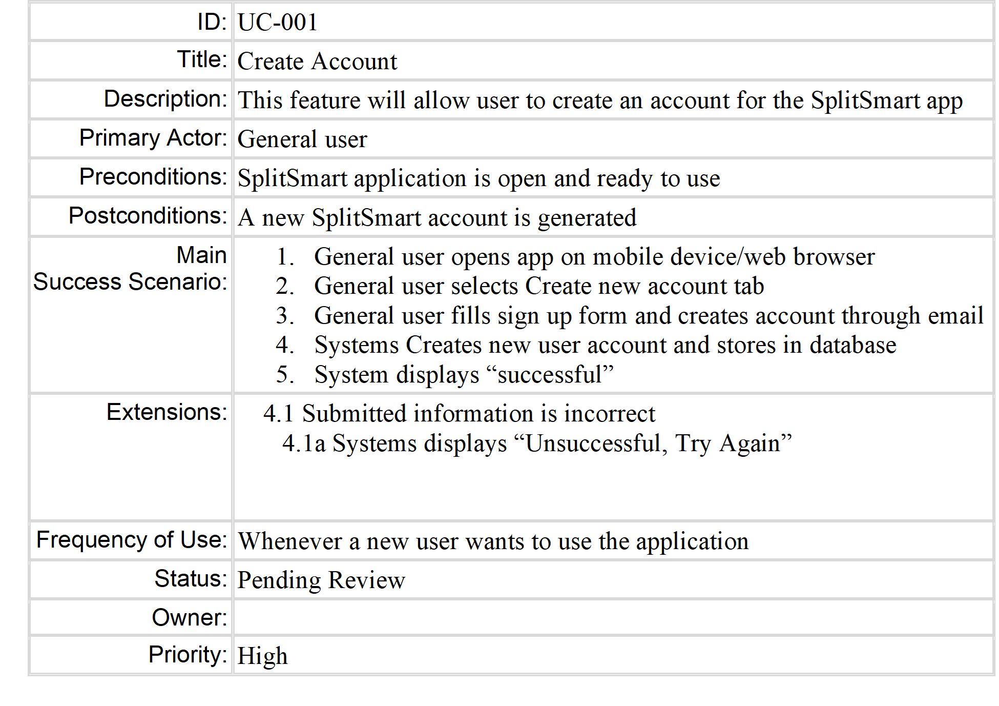 ID: UC-001
Title: Create Account
Description: This feature will allow user to create an account for the SplitSmart app
Primary Actor: General user
Preconditions: SplitSmart application is open and ready to use
Postconditions: A new SplitSmart account is generated
Main
Success Scenario:
1. General user opens app on mobile device/web browser
2. General user selects Create new account tab
3. General user fills sign up form and creates account through email
4. Systems Creates new user account and stores in database
5. System displays “successful”
Extensions:
4.1 Submitted information is incorrect
4.1a Systems displays “Unsuccessful, Try Again”
Frequency of Use: Whenever a new user wants to use the application
Status: Pending Review
Owner:
Priority: High